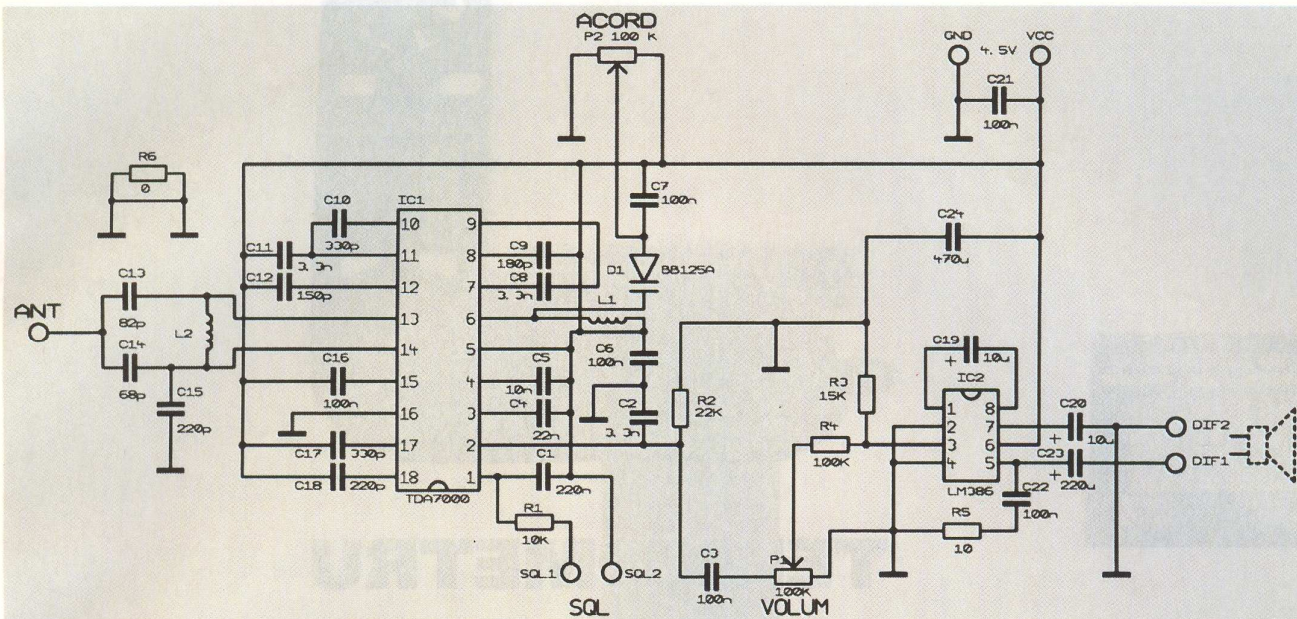 ACORD
P2 100 K
GND
4.5V
VCC
C21
100n
R6
0
C10
330p
IC1
C7
100n
C24
470u
C11
3.3n
C12
150p
10
11
12
13
14
15
16
17
18
9
8
7
6
5
4
3
2
1
TDA7000
C9
180p
C8
3.3n
D1
BB125A
L1
ANT
C13
82p
L2
C14
68p
C15
220p
C16
100n
C17
330p
C18
220p
C5
10n
C4
22n
C6
100n
C2
3.3n
C1
220n
R1
10K
SQL1
SQL2
SQL
R2
22K
R3
15K
R4
100K
C3
100n
P1
100K
VOLUM
C19
+
10u
IC2
1
2
3
4
8
7
6
5
LM386
C20
+
10u
C23
+
220u
C22
100n
R5
10
DIF2
DIF1